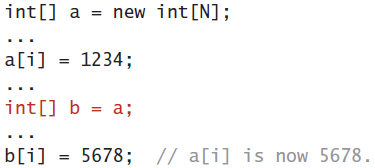 int[] a = new int[N];
...
a[i] = 1234;
...
int[] b = a;
...
b[i] = 5678;  // a[i] is now 5678.